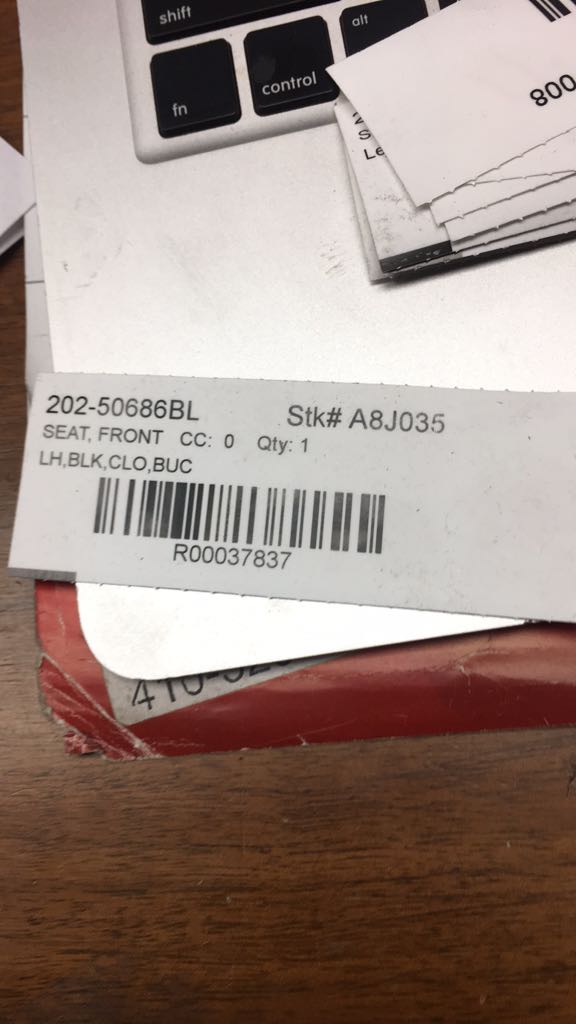 shift
alt
fn
control
800
S
Le
202-50686BL Stk# A8J035
SEAT, FRONT CC: 0 Qty: 1
LH,BLK,CLO,BUC
R00037837